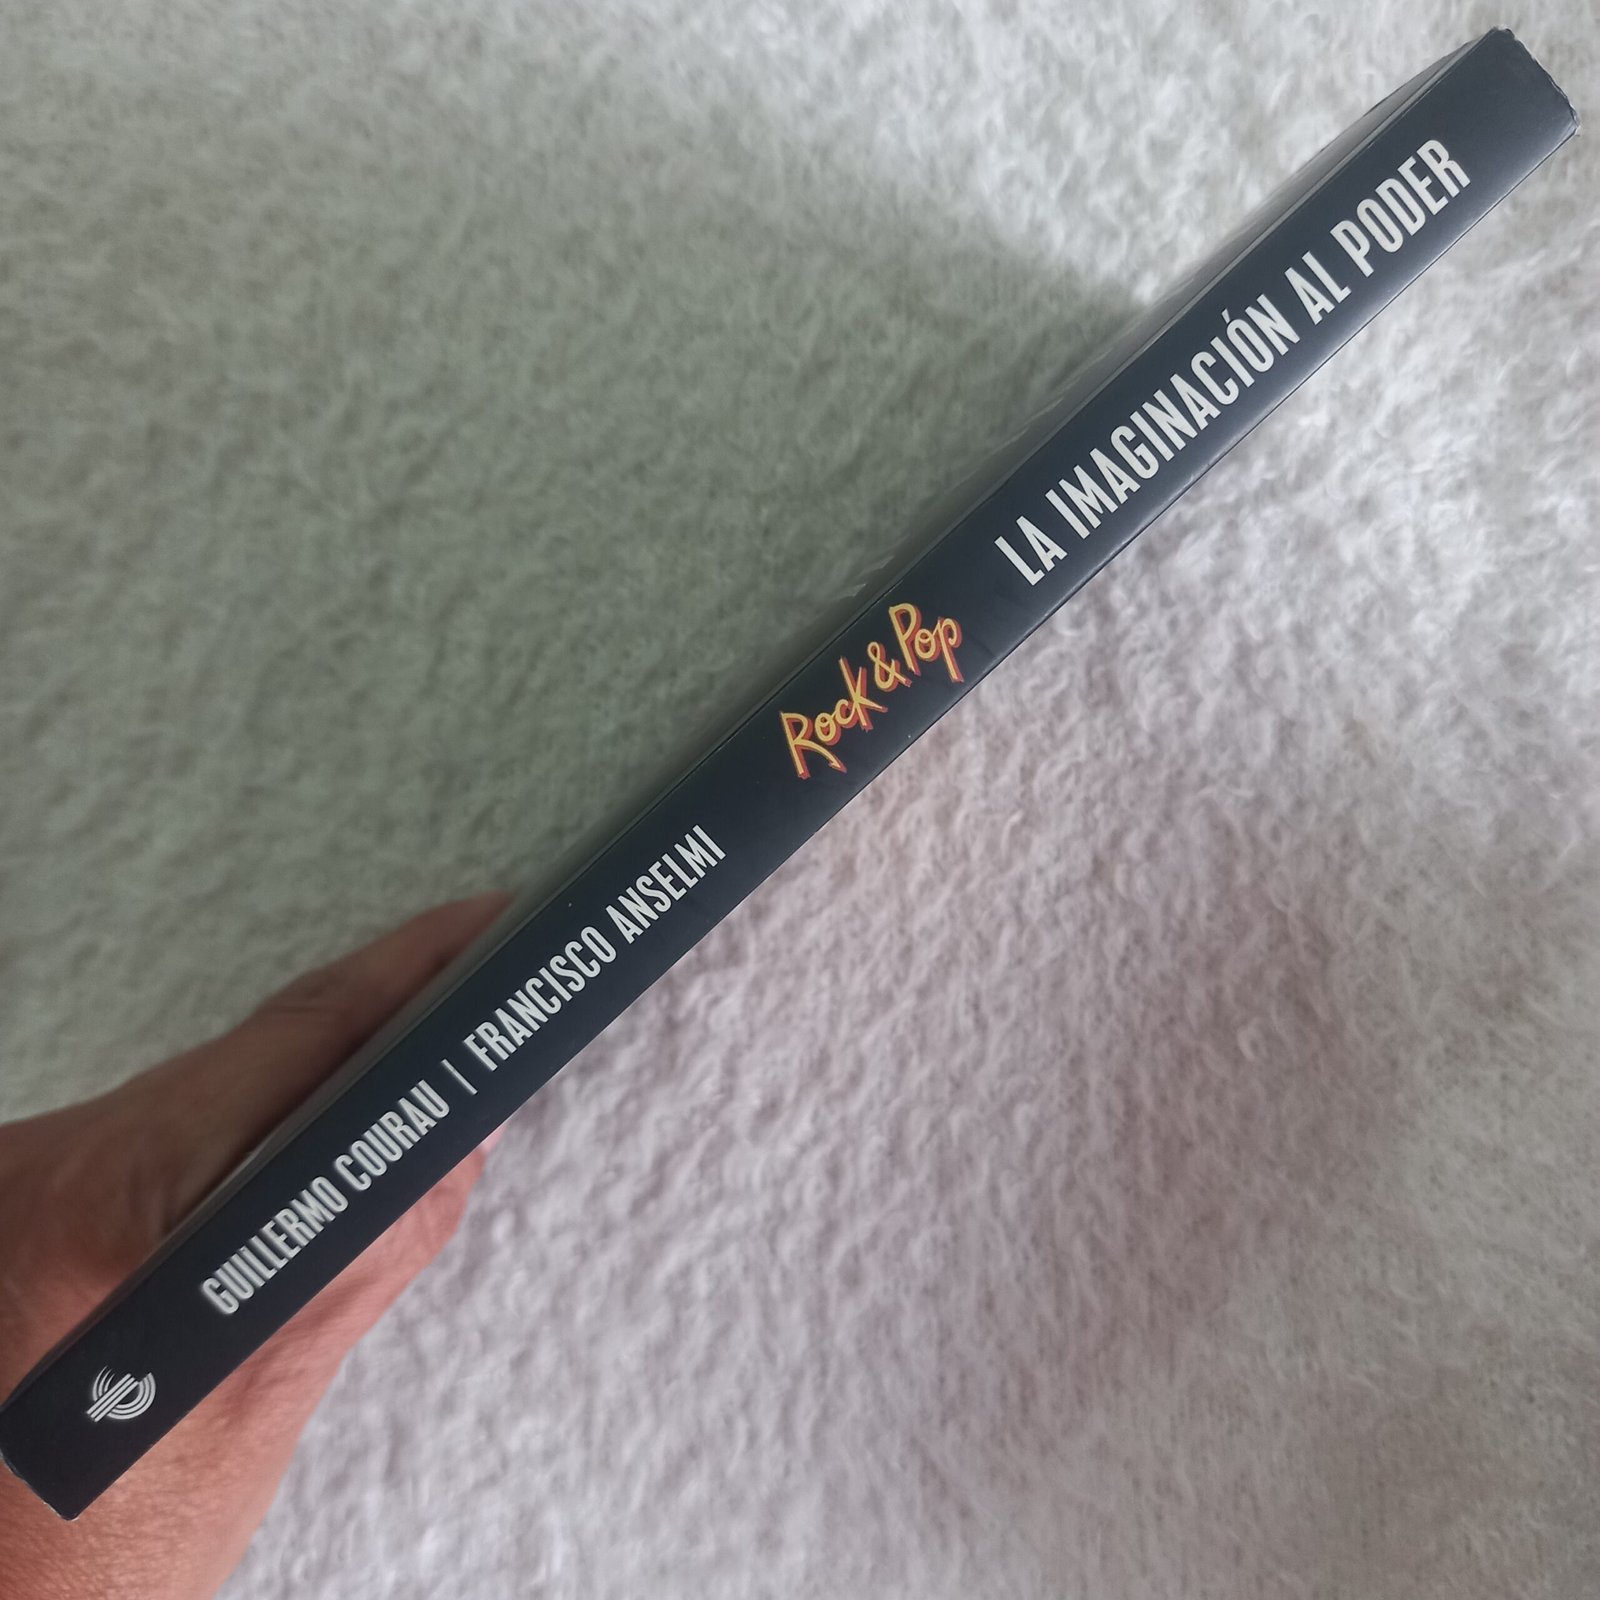 GUILLERMO COURAU | FRANCISCO ANSELMI
Rock & Pop
LA IMAGINACIÓN AL PODER